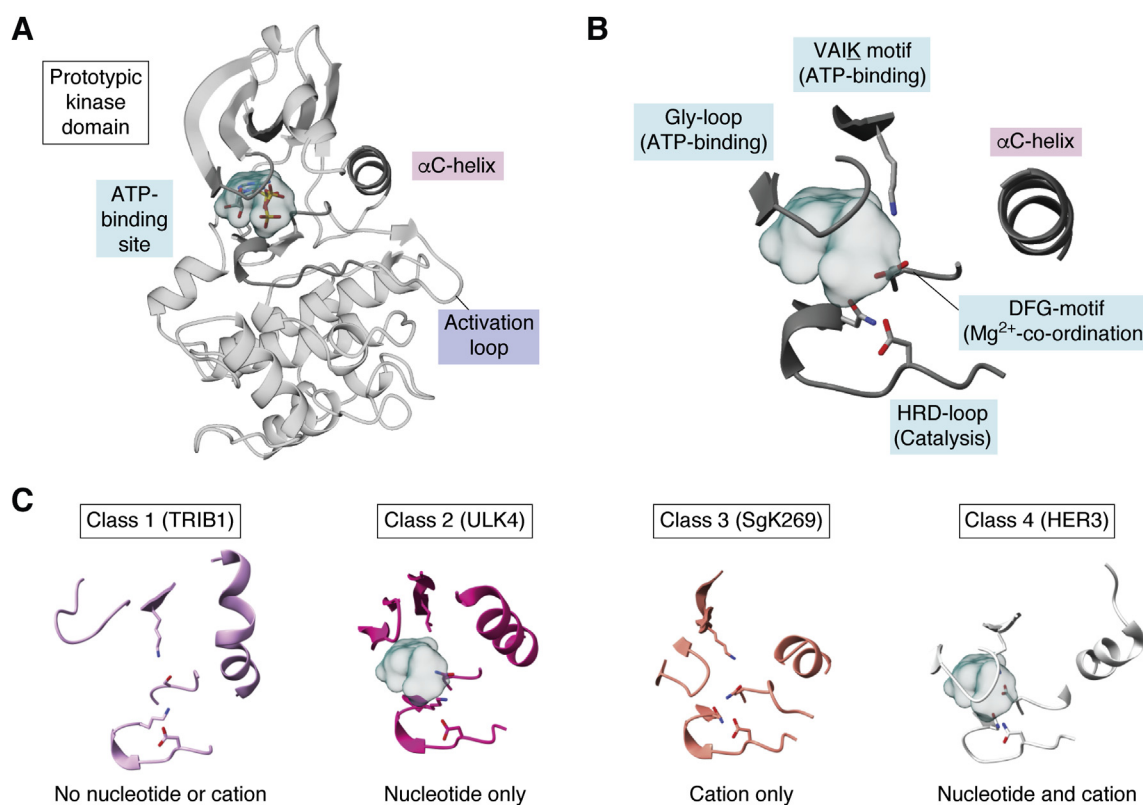 A
Prototypic
kinase
domain
αC-helix
ATP-
binding
site
Activation
loop
B
VAIK motif
(ATP-binding)
Gly-loop
(ATP-binding)
αC-helix
DFG-motif
(Mg²⁺-co-ordination
HRD-loop
(Catalysis)
C
Class 1 (TRIB1)
Class 2 (ULK4)
Class 3 (SgK269)
Class 4 (HER3)
No nucleotide or cation
Nucleotide only
Cation only
Nucleotide and cation